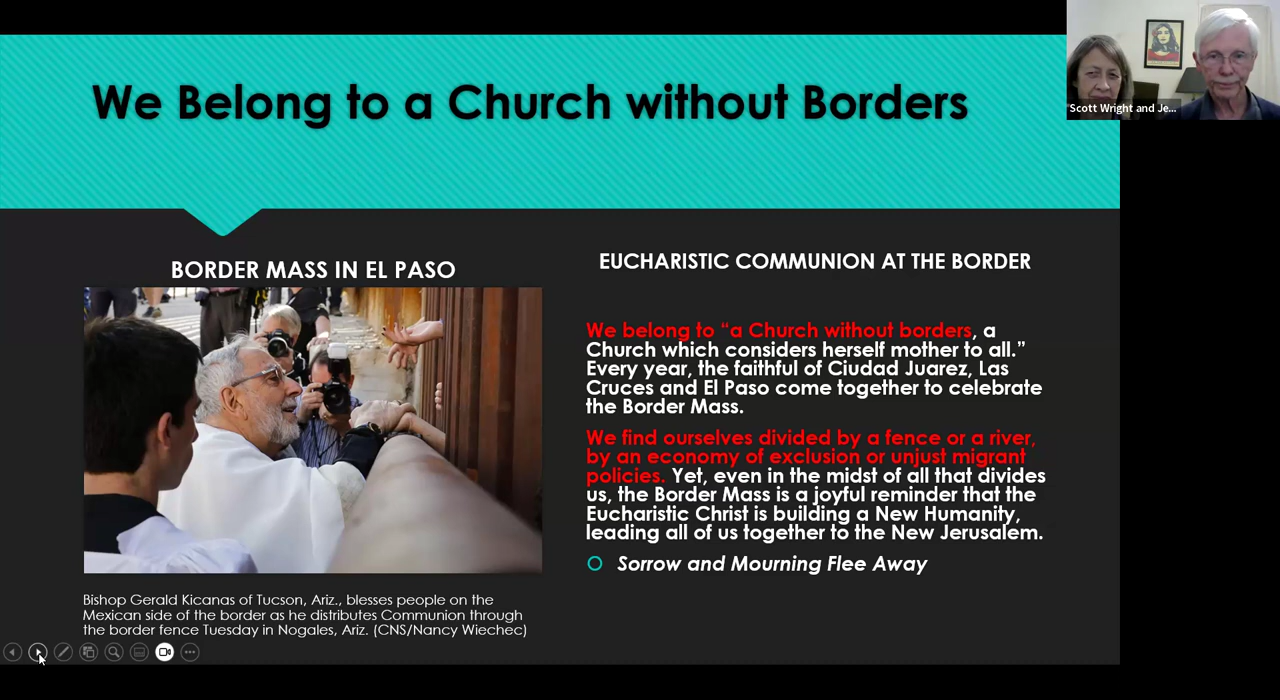 We Belong to a Church without Borders
Scott Wright and Je...
BORDER MASS IN EL PASO
Bishop Gerald Kicanas of Tucson, Ariz., blesses people on the
Mexican side of the border as he distributes Communion through
the border fence Tuesday in Nogales, Ariz. (CNS/Nancy Wiechec)
EUCHARISTIC COMMUNION AT THE BORDER
We belong to “a Church without borders, a
Church which considers herself mother to all.”
Every year, the faithful of Ciudad Juarez, Las
Cruces and El Paso come together to celebrate
the Border Mass.
We find ourselves divided by a fence or a river,
by an economy of exclusion or unjust migrant
policies. Yet, even in the midst of all that divides
us, the Border Mass is a joyful reminder that the
Eucharistic Christ is building a New Humanity,
leading all of us together to the New Jerusalem.
Sorrow and Mourning Flee Away